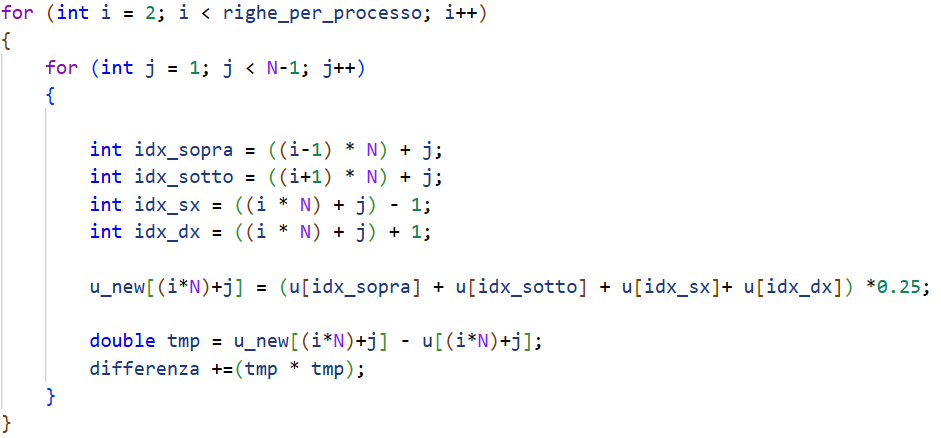 for (int i = 2; i < righe_per_processo; i++)
{
    for (int j = 1; j < N-1; j++)
    {

        int idx_sopra = ((i-1) * N) + j;
        int idx_sotto = ((i+1) * N) + j;
        int idx_sx = ((i * N) + j) - 1;
        int idx_dx = ((i * N) + j) + 1;

        u_new[(i*N)+j] = (u[idx_sopra] + u[idx_sotto] + u[idx_sx]+ u[idx_dx]) *0.25;

        double tmp = u_new[(i*N)+j] - u[(i*N)+j];
        differenza +=(tmp * tmp);
    }
}